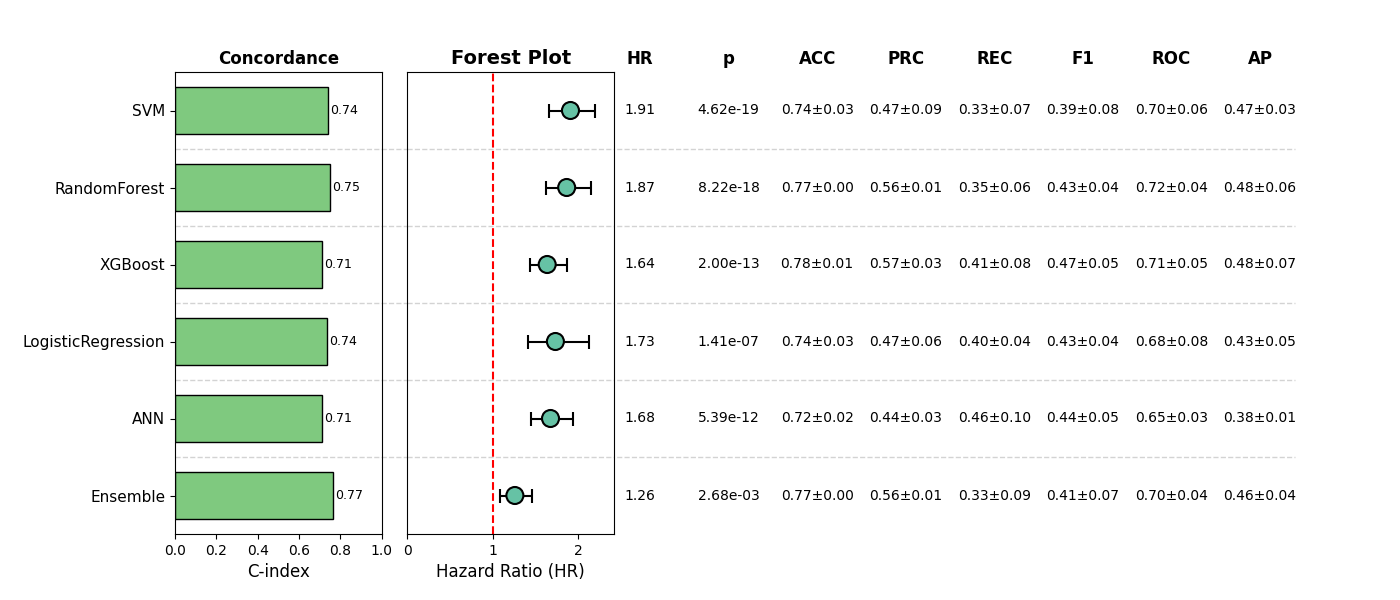 Concordance Forest Plot HR p ACC PRC REC F1 ROC AP
SVM 0.74 1.91 4.62e-19 0.74±0.03 0.47±0.09 0.33±0.07 0.39±0.08 0.70±0.06 0.47±0.03
RandomForest 0.75 1.87 8.22e-18 0.77±0.00 0.56±0.01 0.35±0.06 0.43±0.04 0.72±0.04 0.48±0.06
XGBoost 0.71 1.64 2.00e-13 0.78±0.01 0.57±0.03 0.41±0.08 0.47±0.05 0.71±0.05 0.48±0.07
LogisticRegression 0.74 1.73 1.41e-07 0.74±0.03 0.47±0.06 0.40±0.04 0.43±0.04 0.68±0.08 0.43±0.05
ANN 0.71 1.68 5.39e-12 0.72±0.02 0.44±0.03 0.46±0.10 0.44±0.05 0.65±0.03 0.38±0.01
Ensemble 0.77 1.26 2.68e-03 0.77±0.00 0.56±0.01 0.33±0.09 0.41±0.07 0.70±0.04 0.46±0.04
0.0 0.2 0.4 0.6 0.8 1.0 0 1 2
C-index Hazard Ratio (HR)